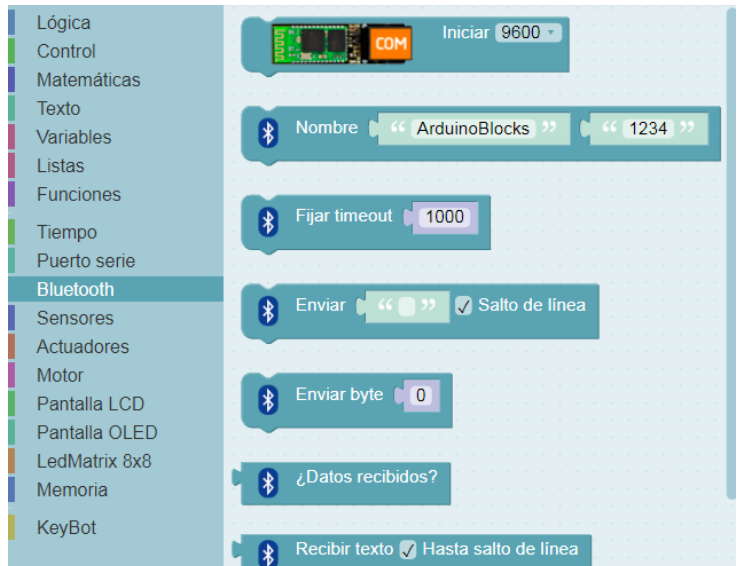 Lógica
Control
Matemáticas
Texto
Variables
Listas
Funciones
Tiempo
Puerto serie
Bluetooth
Sensores
Actuadores
Motor
Pantalla LCD
Pantalla OLED
LedMatrix 8x8
Memoria
KeyBot
COM Iniciar 9600
Nombre “ ArduinoBlocks ” “ 1234 ”
Fijar timeout 1000
Enviar “ ” Salto de línea
Enviar byte 0
¿Datos recibidos?
Recibir texto Hasta salto de línea